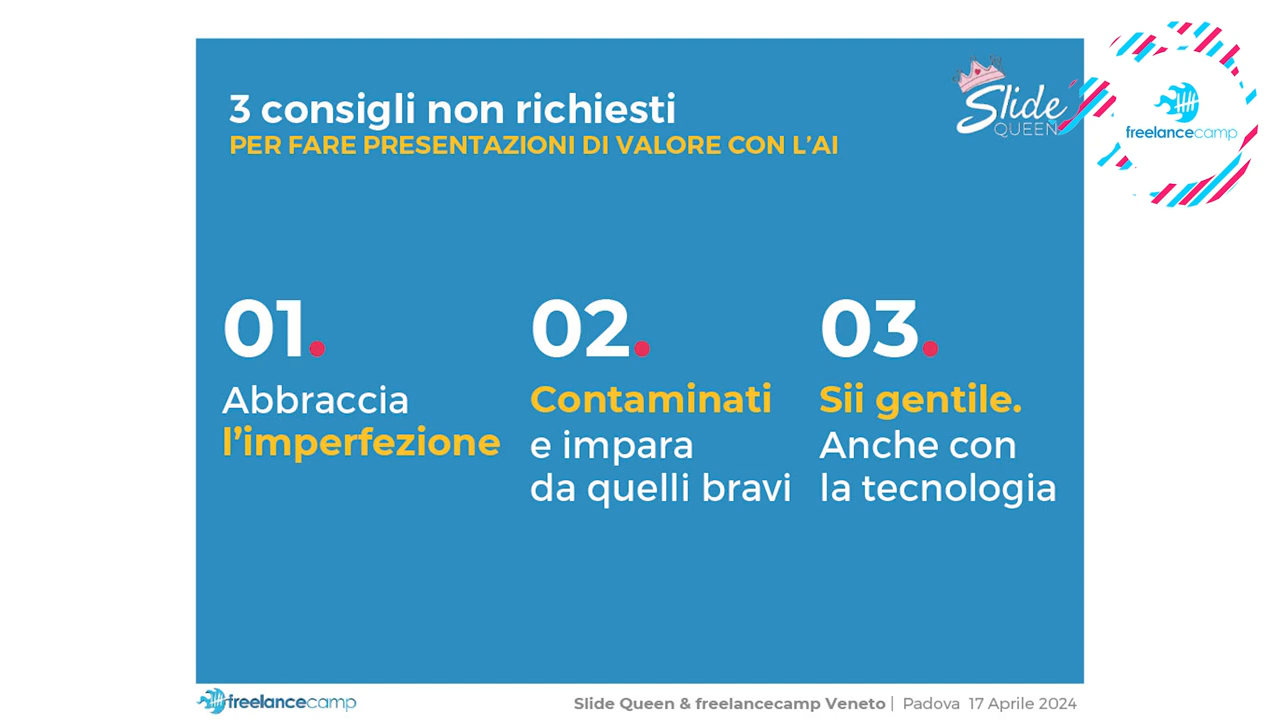 3 consigli non richiesti
PER FARE PRESENTAZIONI DI VALORE CON L'AI
Slide
QUEEN
freelancecamp
01.
Abbraccia
l'imperfezione
02.
Contaminati
e impara
da quelli bravi
03.
Sii gentile.
Anche con
la tecnologia
freelancecamp
Slide Queen & freelancecamp Veneto | Padova 17 Aprile 2024